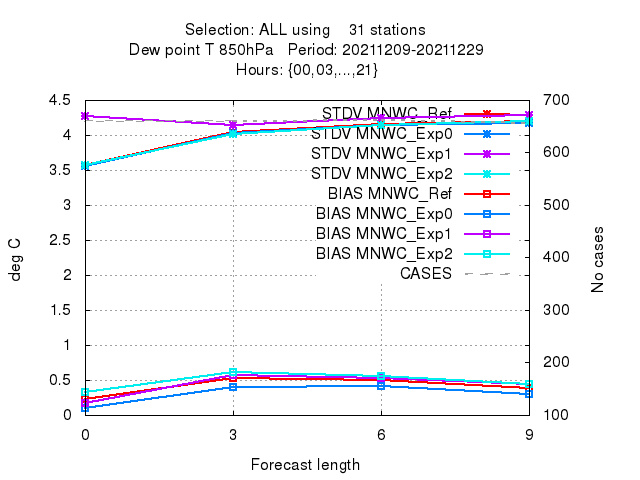 Selection: ALL using    31 stations
Dew point T 850hPa   Period: 20211209-20211229
Hours: {00,03,...,21}
4.5
4
3.5
3
2.5
2
1.5
1
0.5
0
deg C
STDV MNWC_Ref
STDV MNWC_Exp0
STDV MNWC_Exp1
STDV MNWC_Exp2
BIAS MNWC_Ref
BIAS MNWC_Exp0
BIAS MNWC_Exp1
BIAS MNWC_Exp2
CASES
700
600
500
400
300
200
100
No cases
0 3 6 9
Forecast length